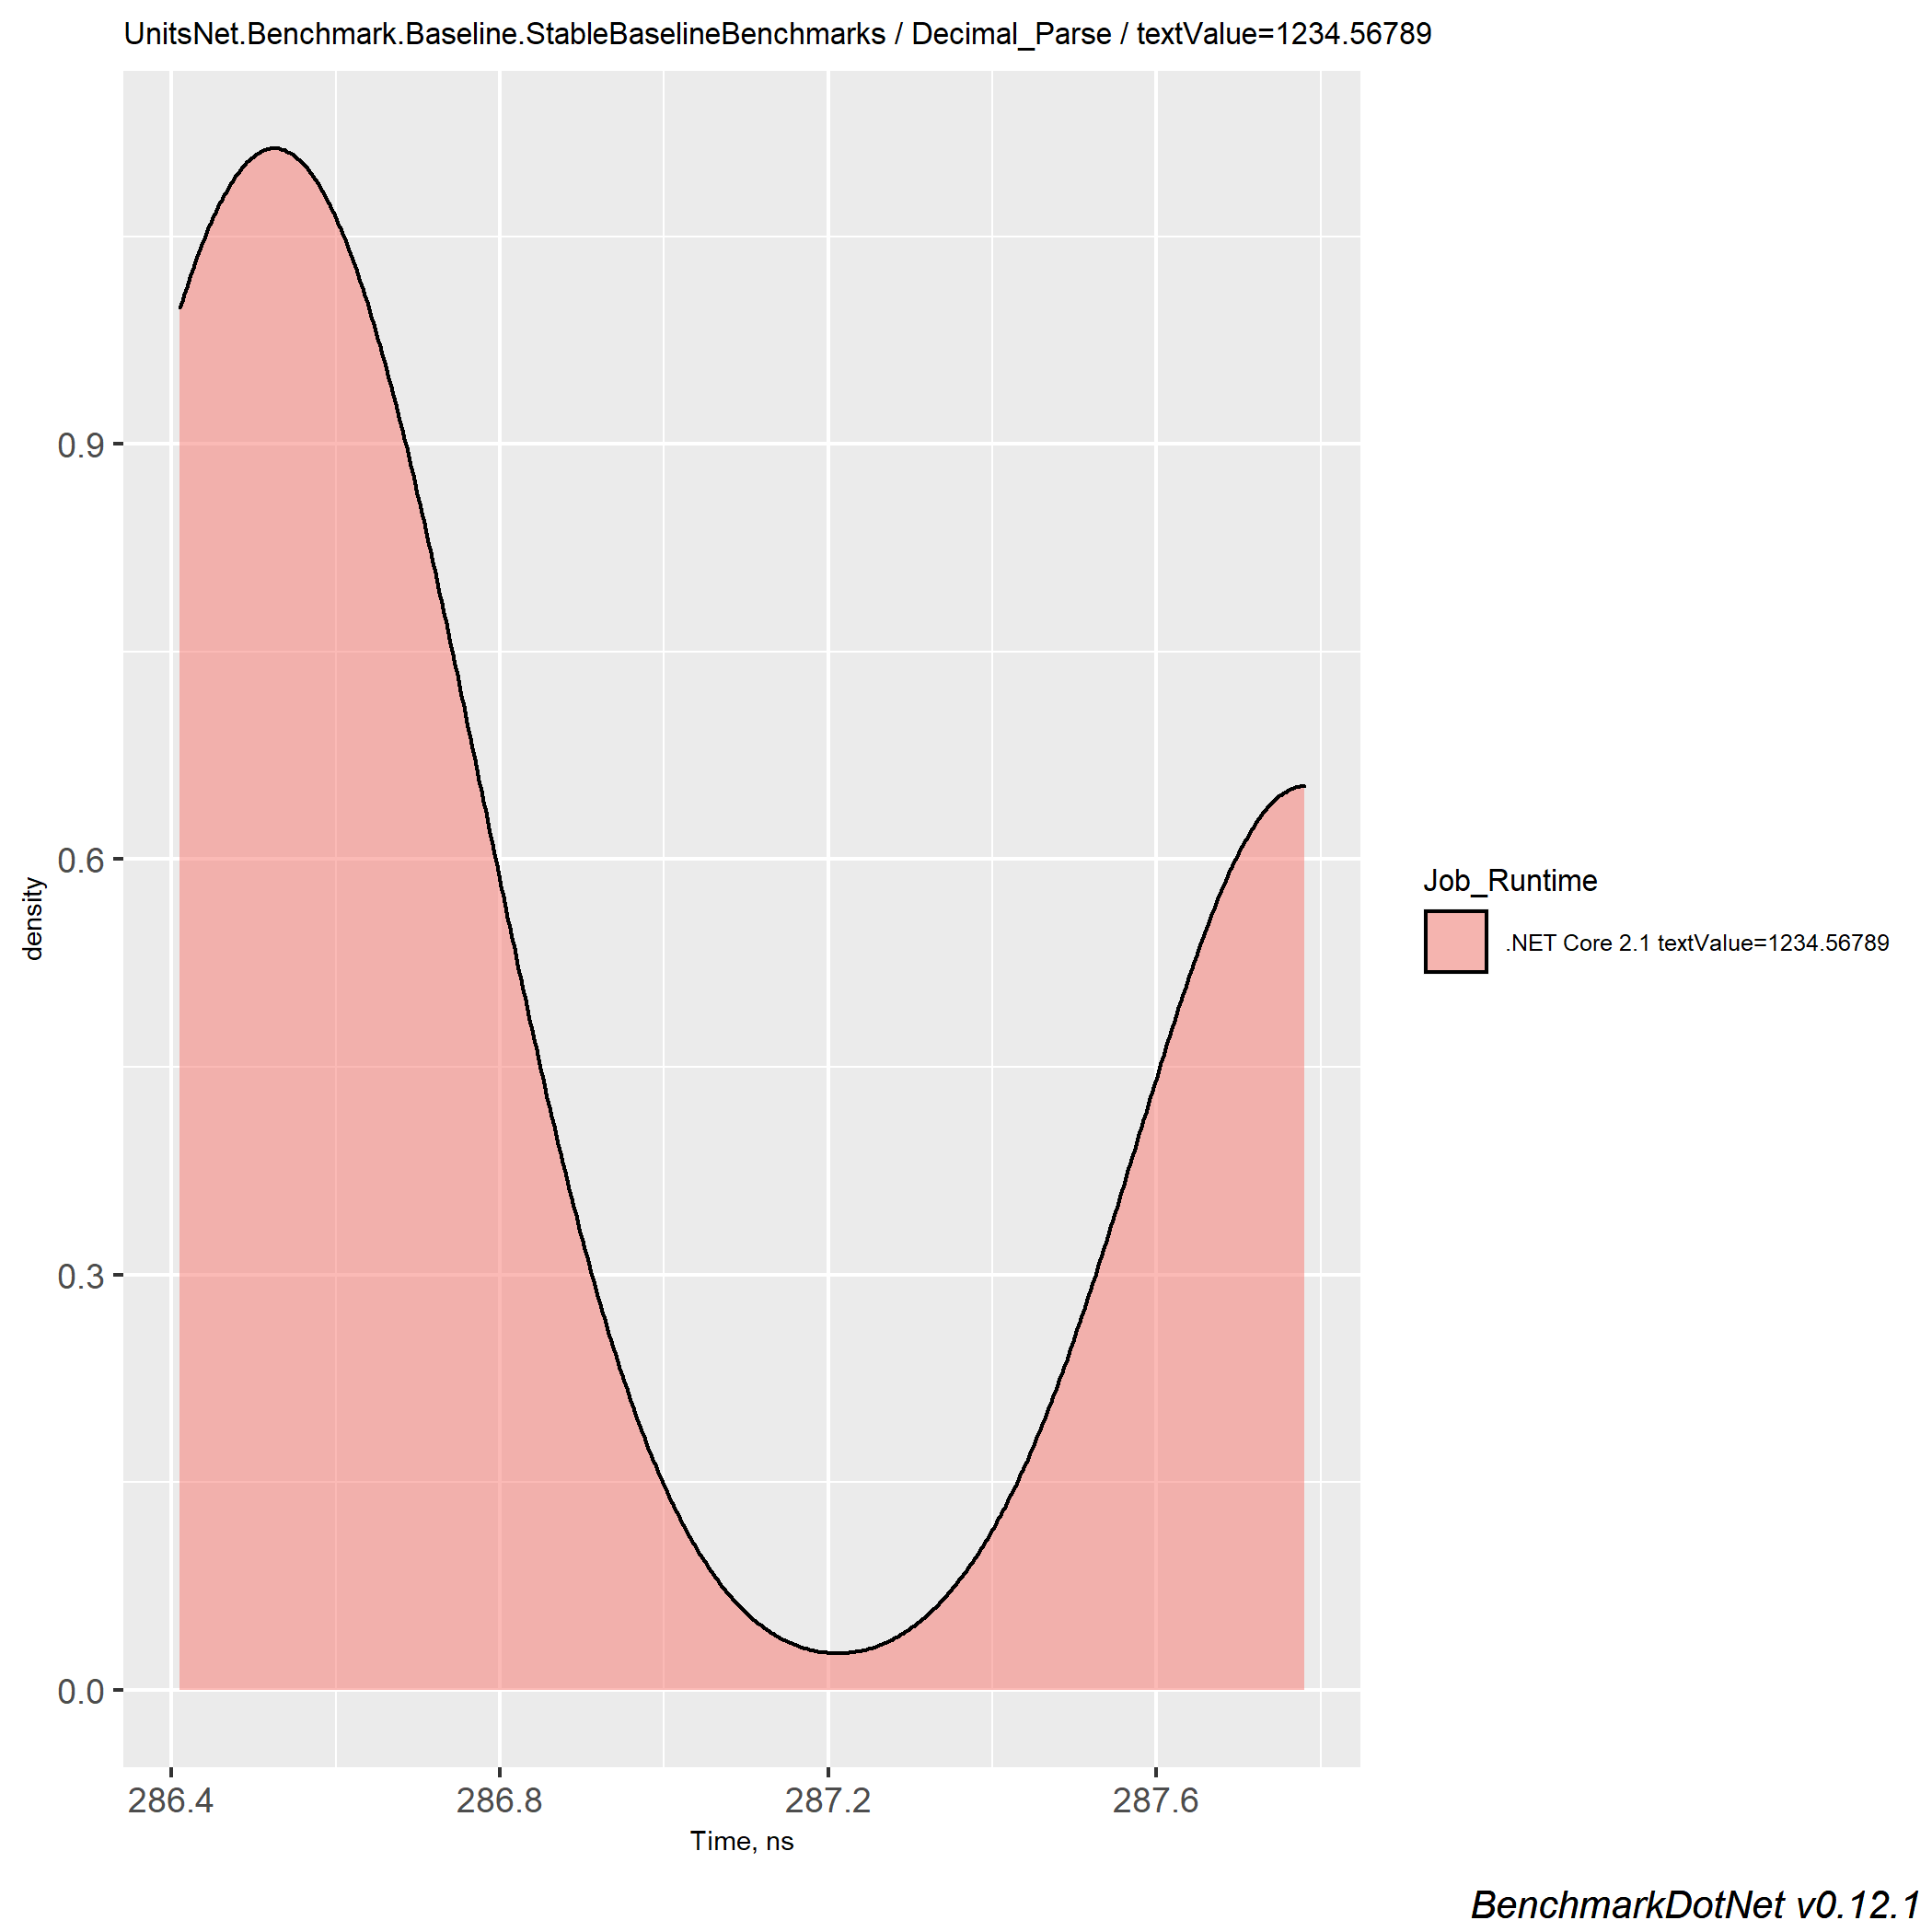 UnitsNet.Benchmark.Baseline.StableBaselineBenchmarks / Decimal_Parse / textValue=1234.56789
0.9
0.6
0.3
0.0
density
286.4 286.8 287.2 287.6
Time, ns
Job_Runtime
.NET Core 2.1 textValue=1234.56789
BenchmarkDotNet v0.12.1